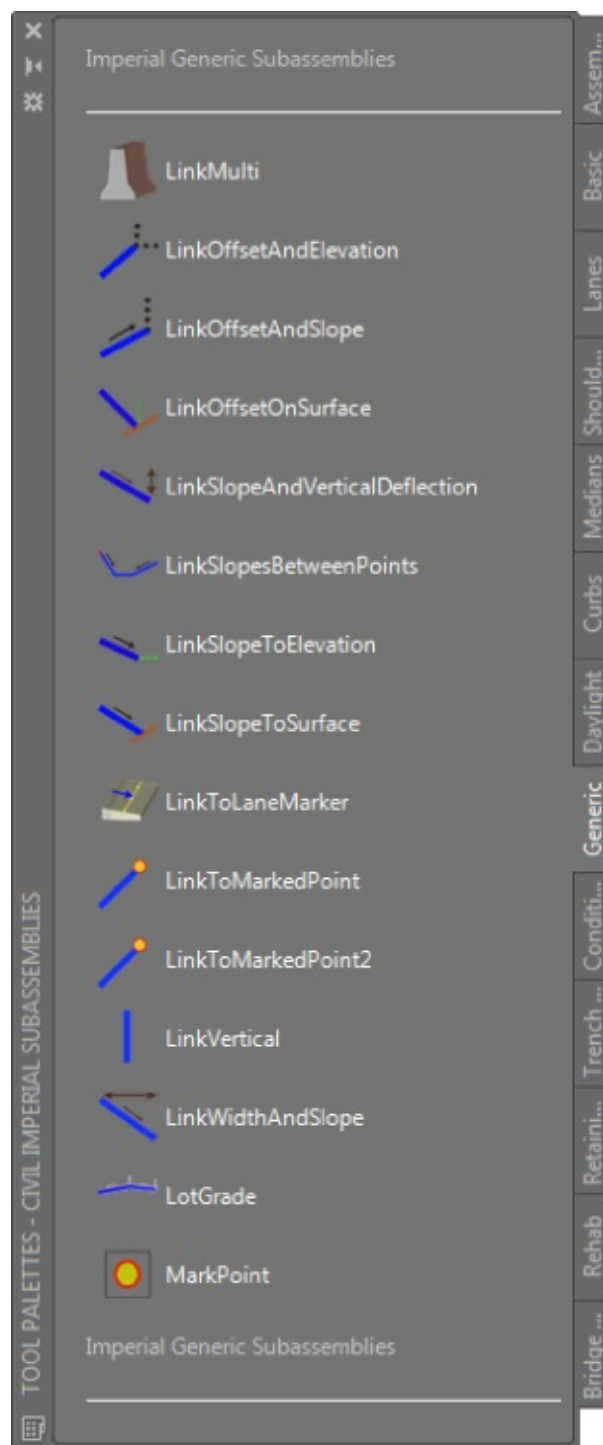 Imperial Generic Subassemblies
LinkMulti
LinkOffsetAndElevation
LinkOffsetAndSlope
LinkOffsetOnSurface
LinkSlopeAndVerticalDeflection
LinkSlopesBetweenPoints
LinkSlopeToElevation
LinkSlopeToSurface
LinkToLaneMarker
LinkToMarkedPoint
LinkToMarkedPoint2
LinkVertical
LinkWidthAndSlope
LotGrade
MarkPoint
Imperial Generic Subassemblies
TOOL PALETTES - CIVIL IMPERIAL SUBASSEMBLIES
Assem...
Basic
Lanes
Should...
Medians
Curbs
Daylight
Generic
Conditi...
Trench ...
Retaini...
Rehab
Bridge ...